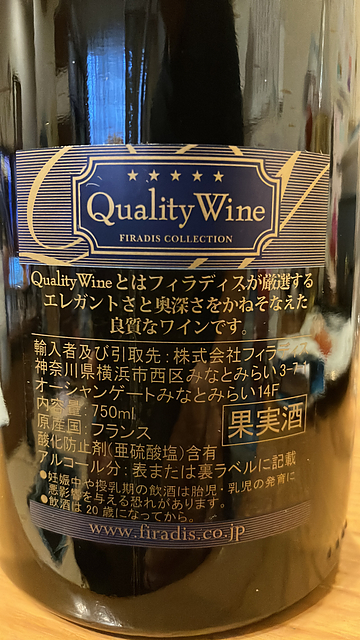 ★★★★★
Quality Wine
FIRADIS COLLECTION
Quality Wineとはフィラディスが厳選する
エレガントさと奥深さをかねそなえた
良質なワインです。
輸入者及び引取先:株式会社フィラ
神奈川県横浜市西区みなとみらい3-7
オーシャンゲートみなとみらい14F
内容量:750ml
原産国:フランス
果実酒
酸化防止剤(亜硫酸塩)含有
アルコール分:表または裏ラベルに記載
●妊娠中や授乳期の飲酒は胎児・乳児の発育に
悪影響を与える恐れがあります。
●飲酒は20歳になってから。
www.firadis.co.jp